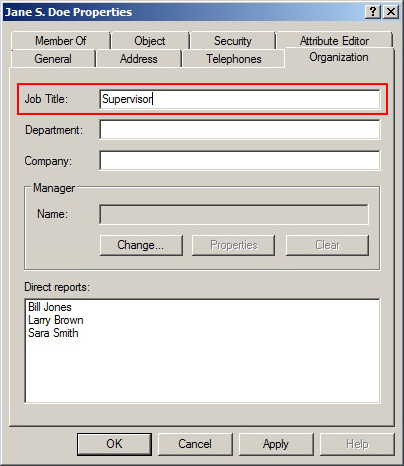 Jane S. Doe Properties
Member Of Object Security Attribute Editor
General Address Telephones Organization
Job Title: Supervisor
Department:
Company:
Manager
Name:
Change... Properties Clear
Direct reports:
Bill Jones
Larry Brown
Sara Smith
OK Cancel Apply Help